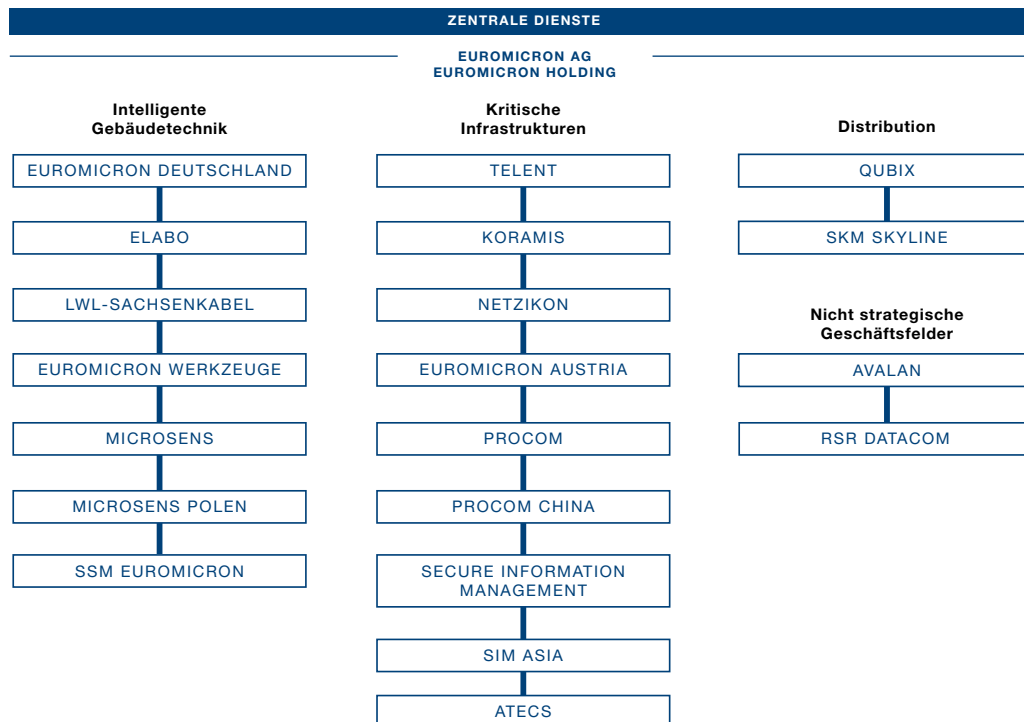 ZENTRALE DIENSTE
EUROMICRON AG
EUROMICRON HOLDING
Intelligente
Gebäudetechnik
EUROMICRON DEUTSCHLAND
ELABO
LWL-SACHSENKABEL
EUROMICRON WERKZEUGE
MICROSENS
MICROSENS POLEN
SSM EUROMICRON
Kritische
Infrastrukturen
TELENT
KORAMIS
NETZIKON
EUROMICRON AUSTRIA
PROCOM
PROCOM CHINA
SECURE INFORMATION
MANAGEMENT
SIM ASIA
ATECS
Distribution
QUBIX
SKM SKYLINE
Nicht strategische
Geschäftsfelder
AVALAN
RSR DATACOM